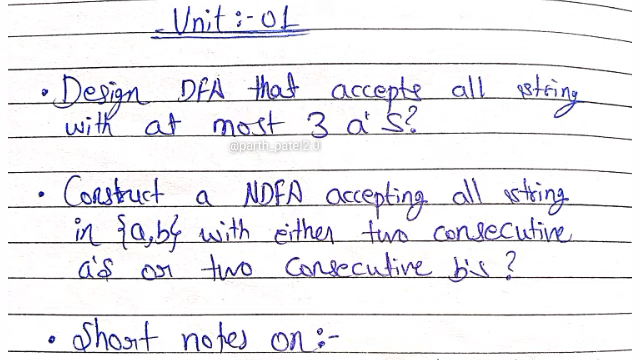 Unit :- 01
• Design DFA that accepts all string
with at most 3 a's?
@parth_patel2.0
• Construct a NDFA accepting all string
in {a,b} with either two consecutive
a's or two consecutive b's?
• Short notes on :-